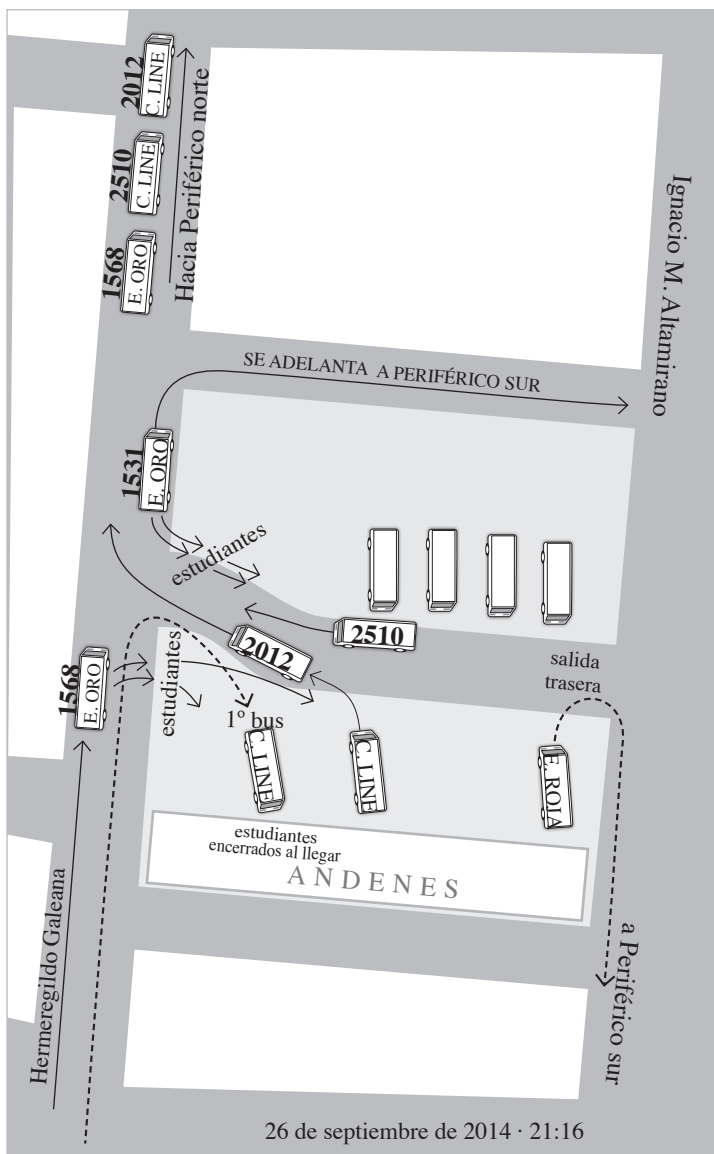 2012
C. LINE
2510
C. LINE
1568
E. ORO
Hacia Periférico norte
Ignacio M. Altamirano
SE ADELANTA A PERIFÉRICO SUR
1531
E. ORO
estudiantes
2510
2012
1568
E. ORO
estudiantes
1º bus
C. LINE
C. LINE
salida
trasera
E. ROJA
estudiantes
encerrados al llegar
ANDENES
Hermeregildo Galeana
a Periférico sur
26 de septiembre de 2014 · 21:16